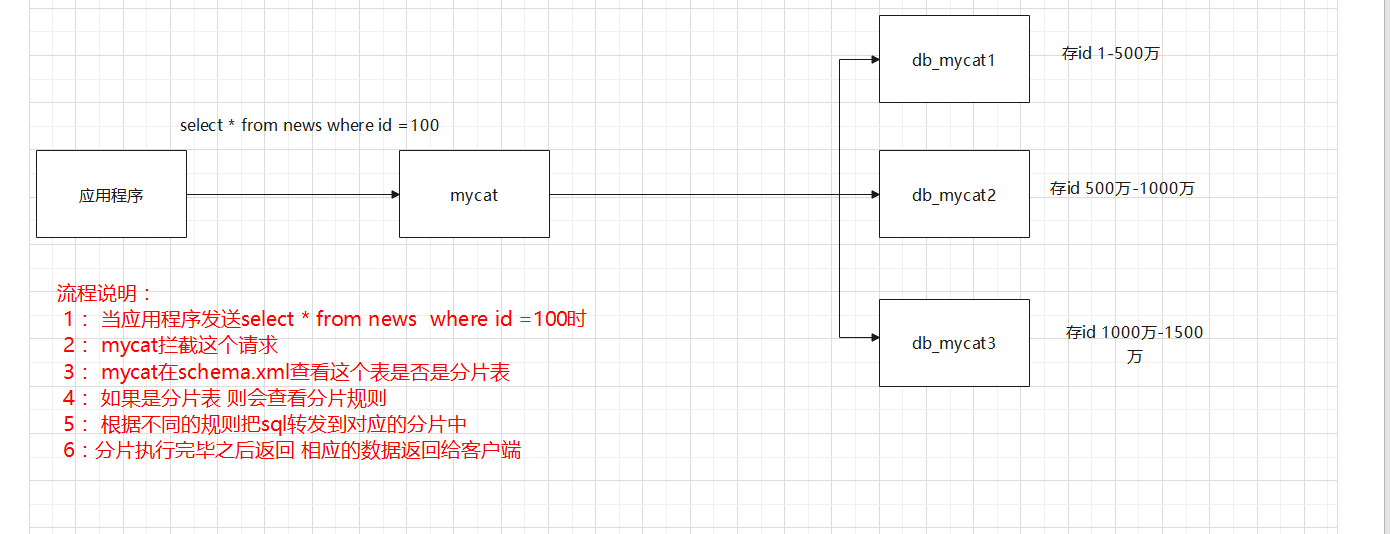 db_mycat1
存id 1-500万
select * from news where id =100
应用程序
mycat
db_mycat2
存id 500万-1000万
db_mycat3
存id 1000万-1500
万
流程说明：
1： 当应用程序发送select * from news  where id =100时
2： mycat拦截这个请求
3： mycat在schema.xml查看这个表是否是分片表
4： 如果是分片表 则会查看分片规则
5： 根据不同的规则把sql转发到对应的分片中
6：分片执行完毕之后返回 相应的数据返回给客户端